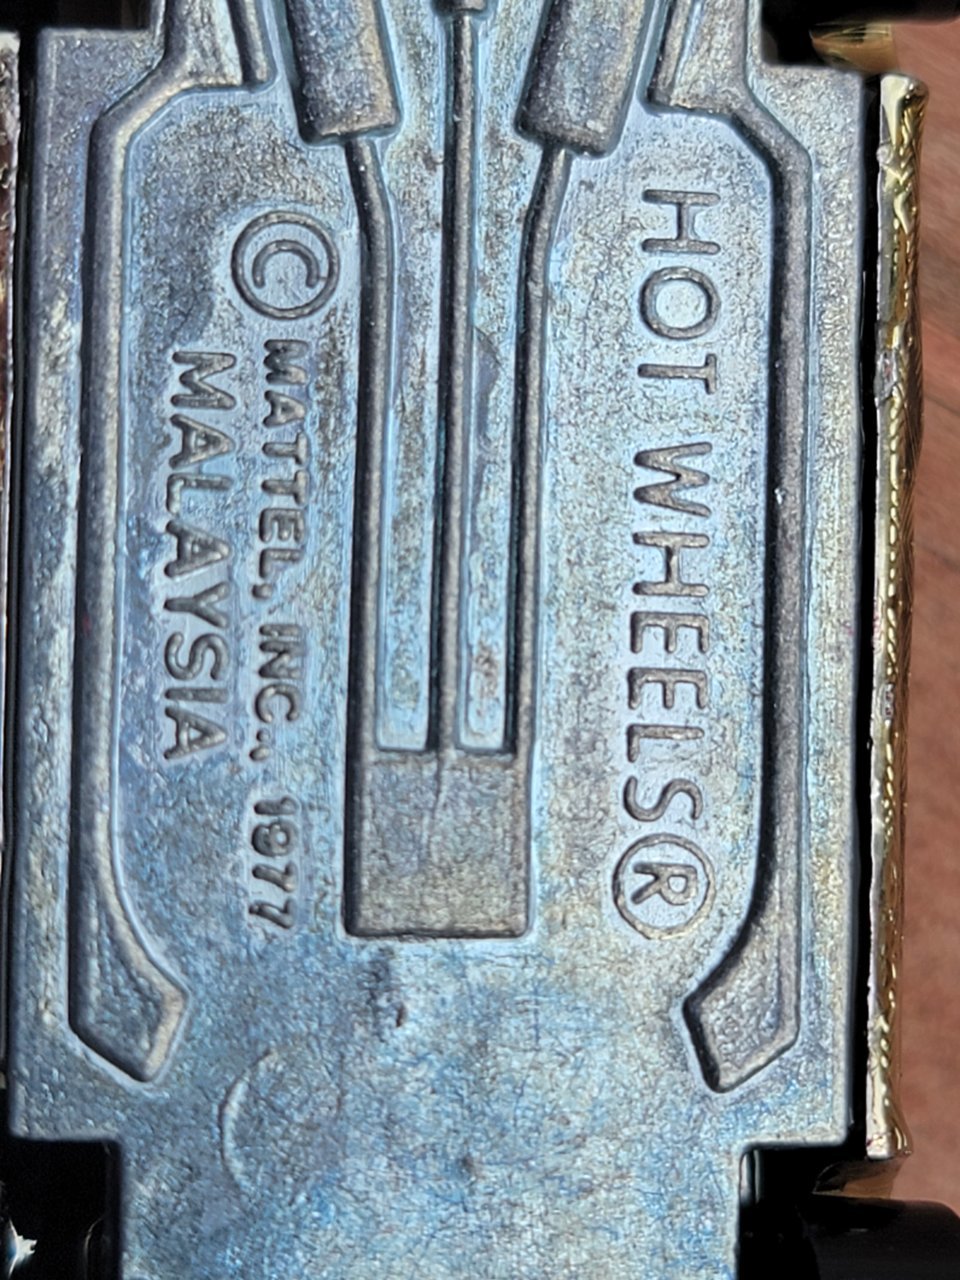 HOT WHEELS®
© MATTEL, INC., 1977
MALAYSIA